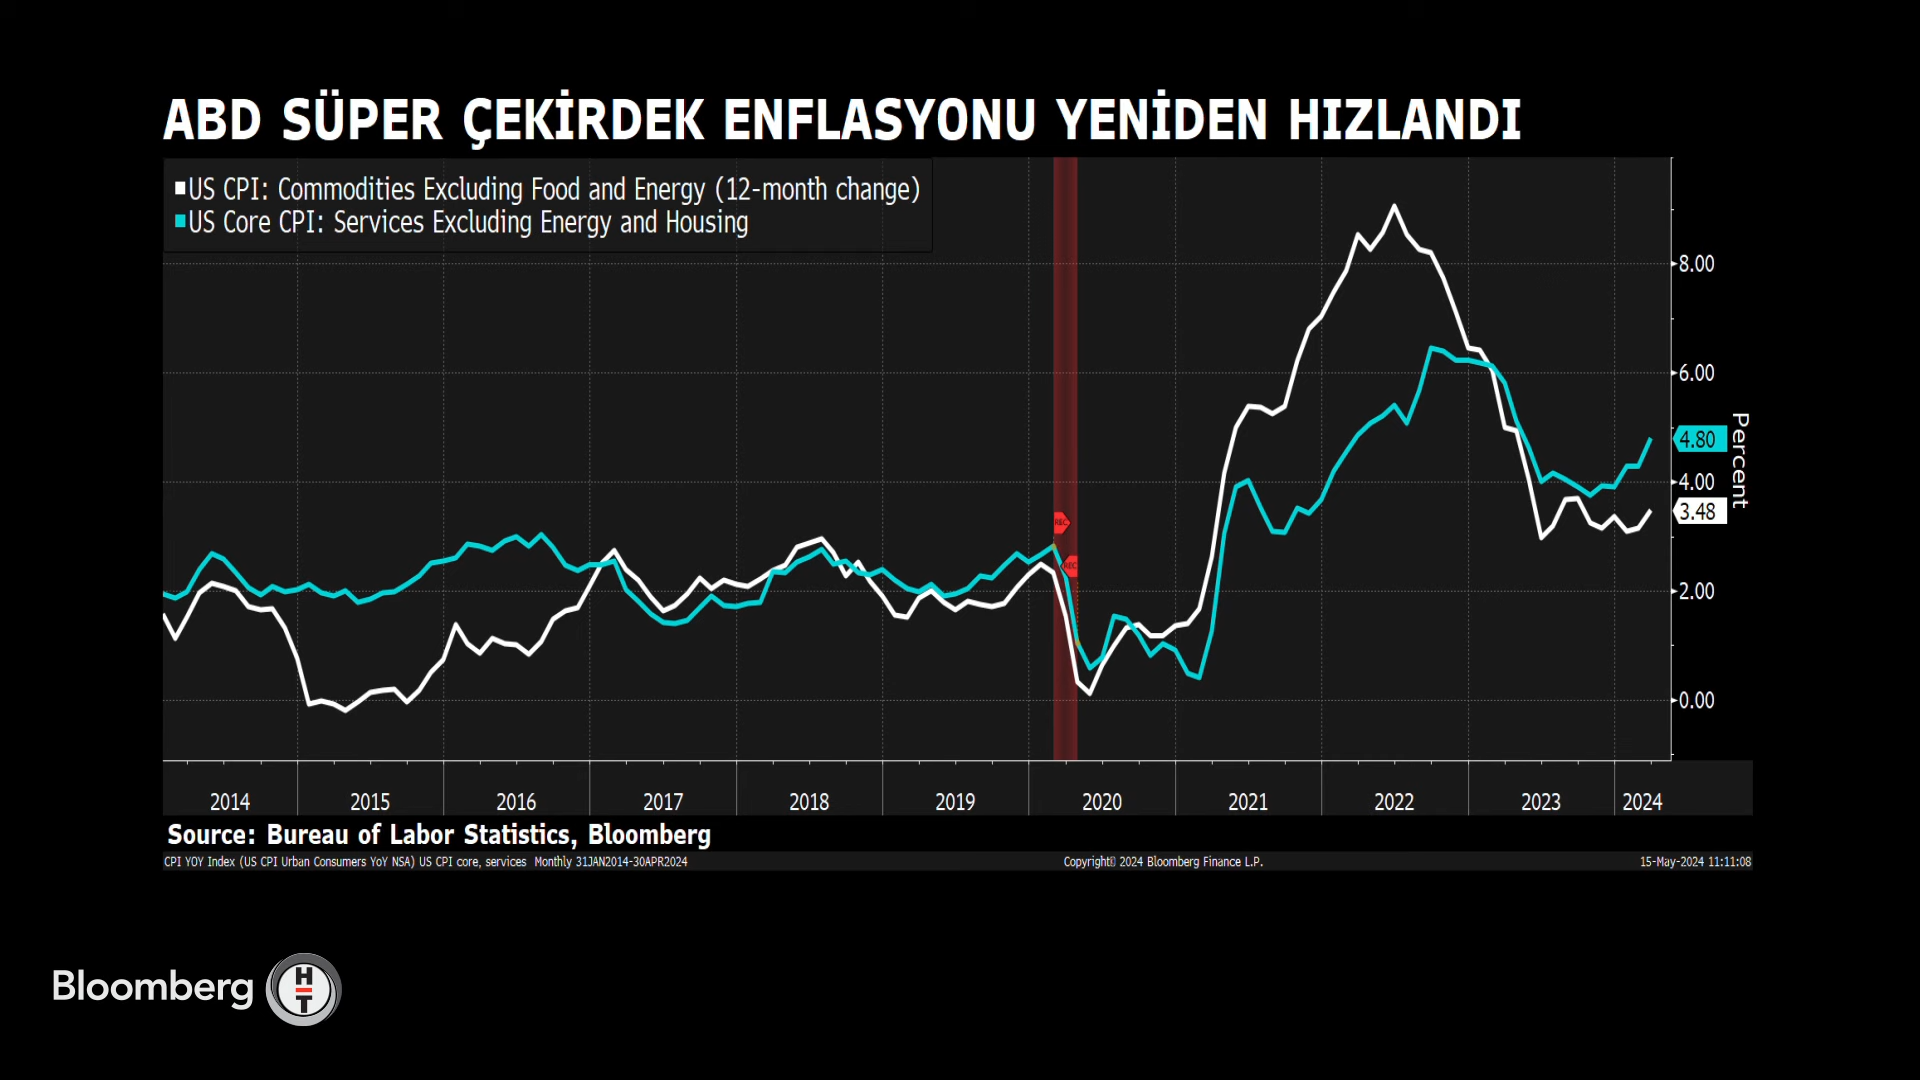 ABD SÜPER ÇEKİRDEK ENFLASYONU YENİDEN HIZLANDI
US CPI: Commodities Excluding Food and Energy (12-month change)
US Core CPI: Services Excluding Energy and Housing
8.00
6.00
4.80
4.00
3.48
2.00
0.00
Percent
REC
REC
2014 2015 2016 2017 2018 2019 2020 2021 2022 2023 2024
Source: Bureau of Labor Statistics, Bloomberg
CPI YOY Index (US CPI Urban Consumers YoY NSA) US CPI core, services Monthly 31JAN2014-30APR2024 Copyright© 2024 Bloomberg Finance L.P. 15-May-2024 11:11:08
Bloomberg HT